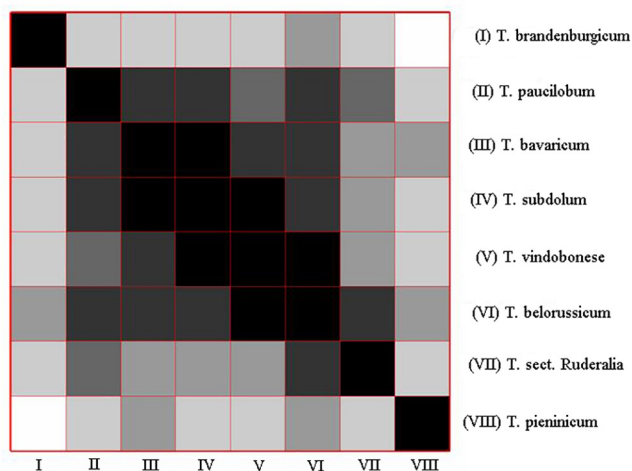 (I) T. brandenburgicum
(II) T. paucilobum
(III) T. bavaricum
(IV) T. subdolum
(V) T. vindobonese
(VI) T. belorussicum
(VII) T. sect. Ruderalia
(VIII) T. pieninicum
I II III IV V VI VII VIII